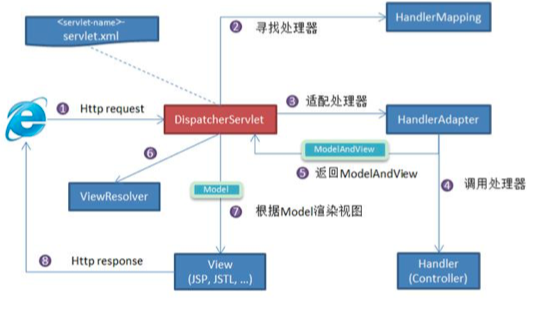 <servlet-name>-
servlet.xml
② 寻找处理器
HandlerMapping
① Http request
DispatcherServlet
③ 适配处理器
HandlerAdapter
ModelAndView
⑤ 返回ModelAndView
⑥
ViewResolver
Model
④ 调用处理器
⑦ 根据Model渲染视图
⑧ Http response
View
(JSP, JSTL, ...)
Handler
(Controller)